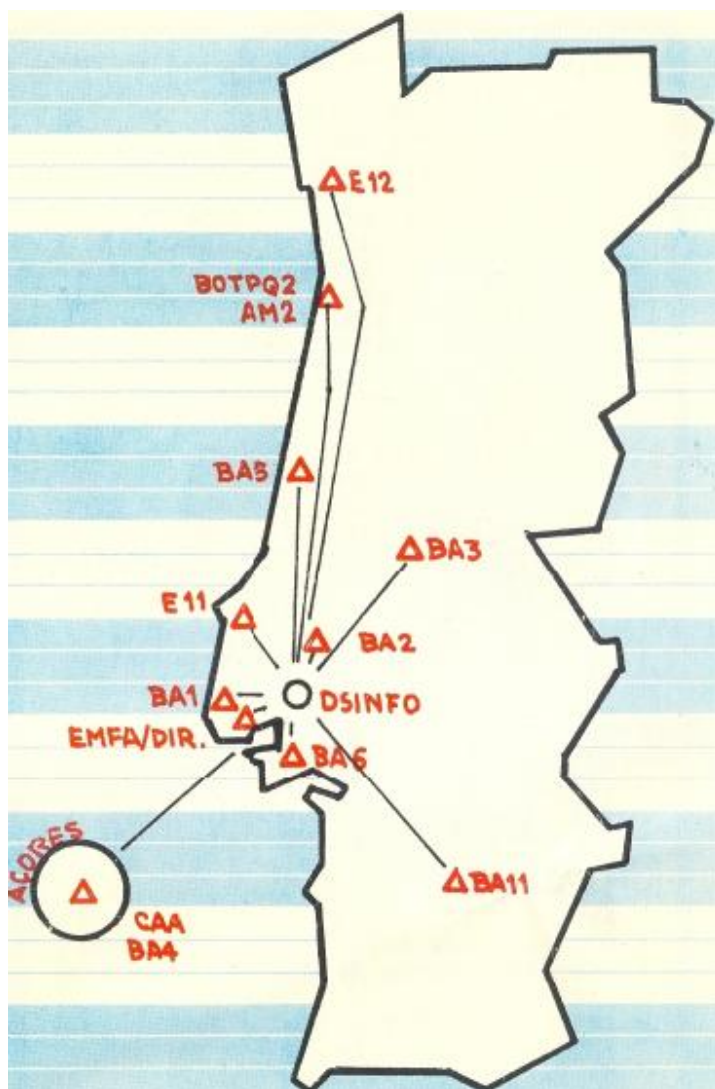 E12
BOTPQ2
AM2
BA5
BA3
E11
BA2
BA1
DSINFO
EMFA/DIR.
BA6
AÇORES
BA11
CAA
BA4